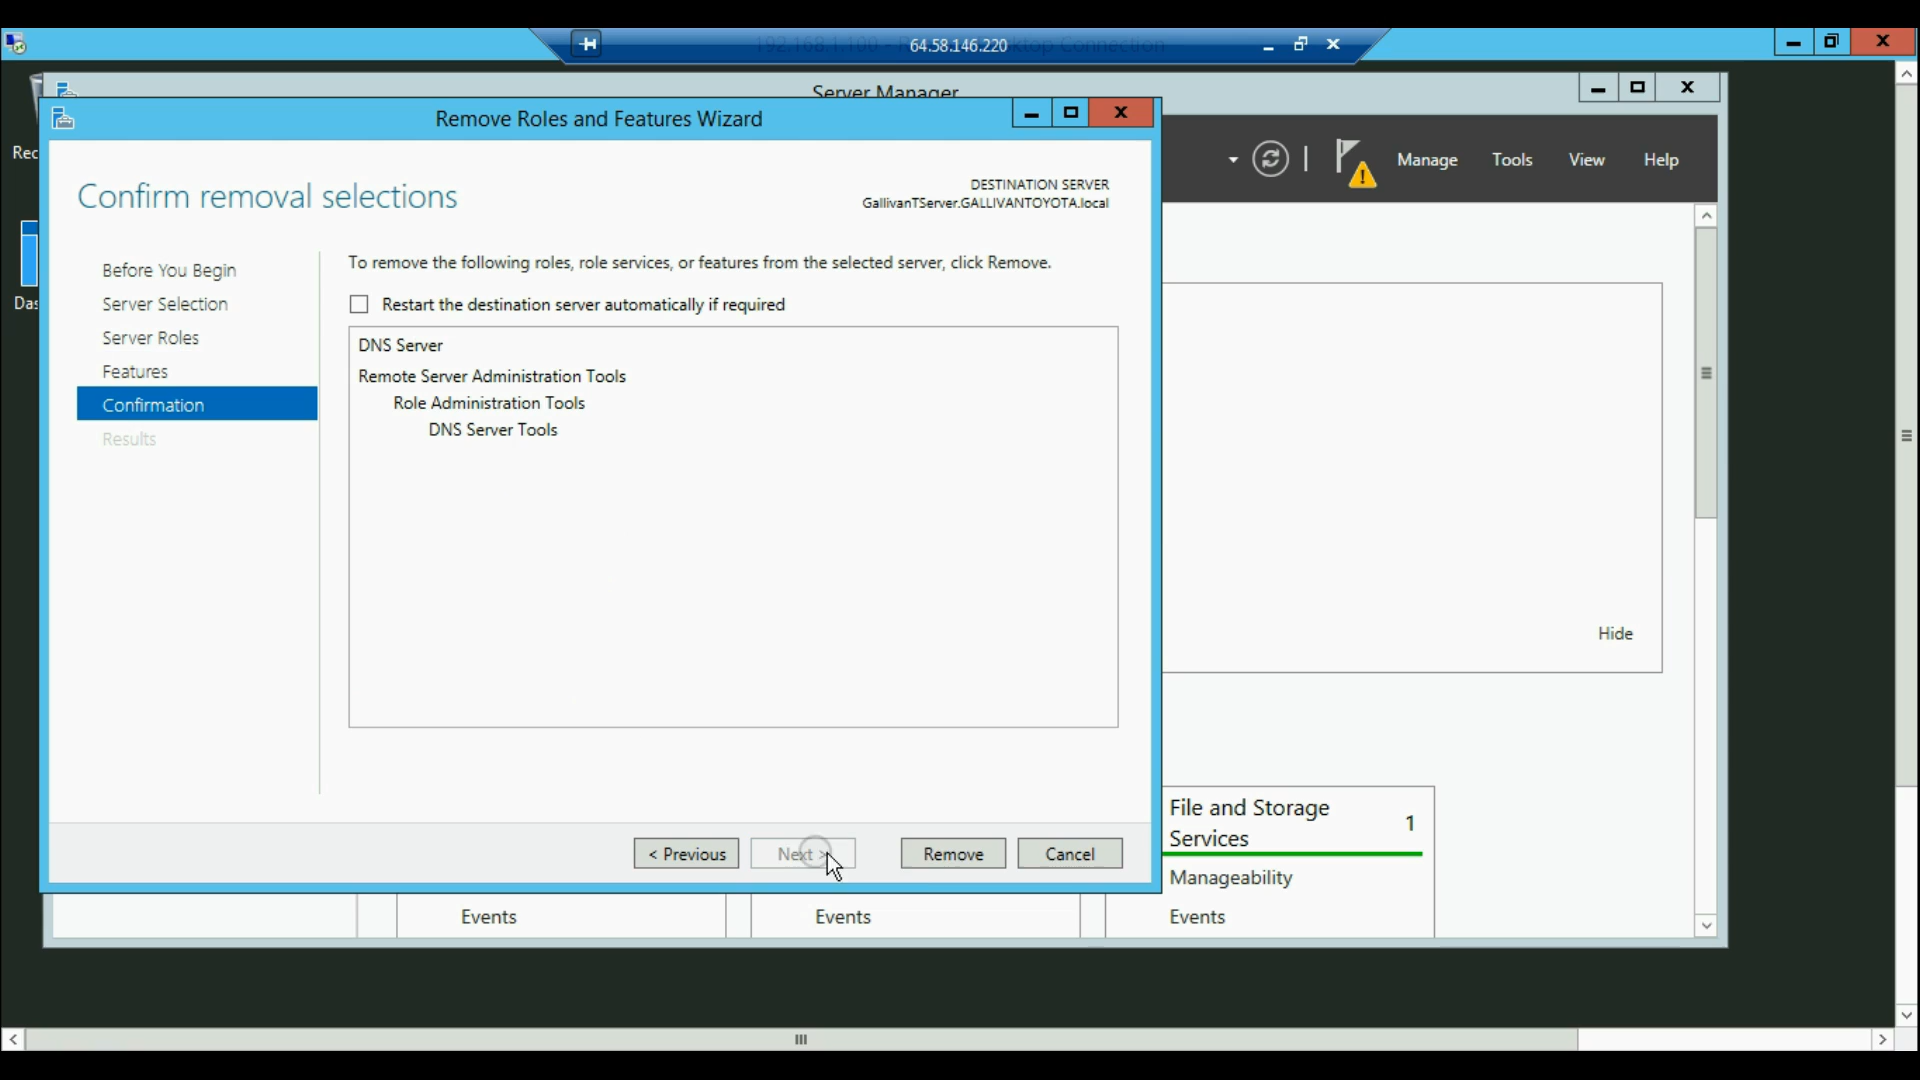 64.58.146.220
Server Manager
Remove Roles and Features Wizard
Rec
Das
Manage
Tools
View
Help
Confirm removal selections
DESTINATION SERVER
GallivanTServer.GALLIVANTOYOTA.local
Before You Begin
Server Selection
Server Roles
Features
Confirmation
Results
To remove the following roles, role services, or features from the selected server, click Remove.
Restart the destination server automatically if required
DNS Server
Remote Server Administration Tools
Role Administration Tools
DNS Server Tools
Hide
< Previous
Next >
Remove
Cancel
File and Storage
Services
1
Manageability
Events
Events
Events